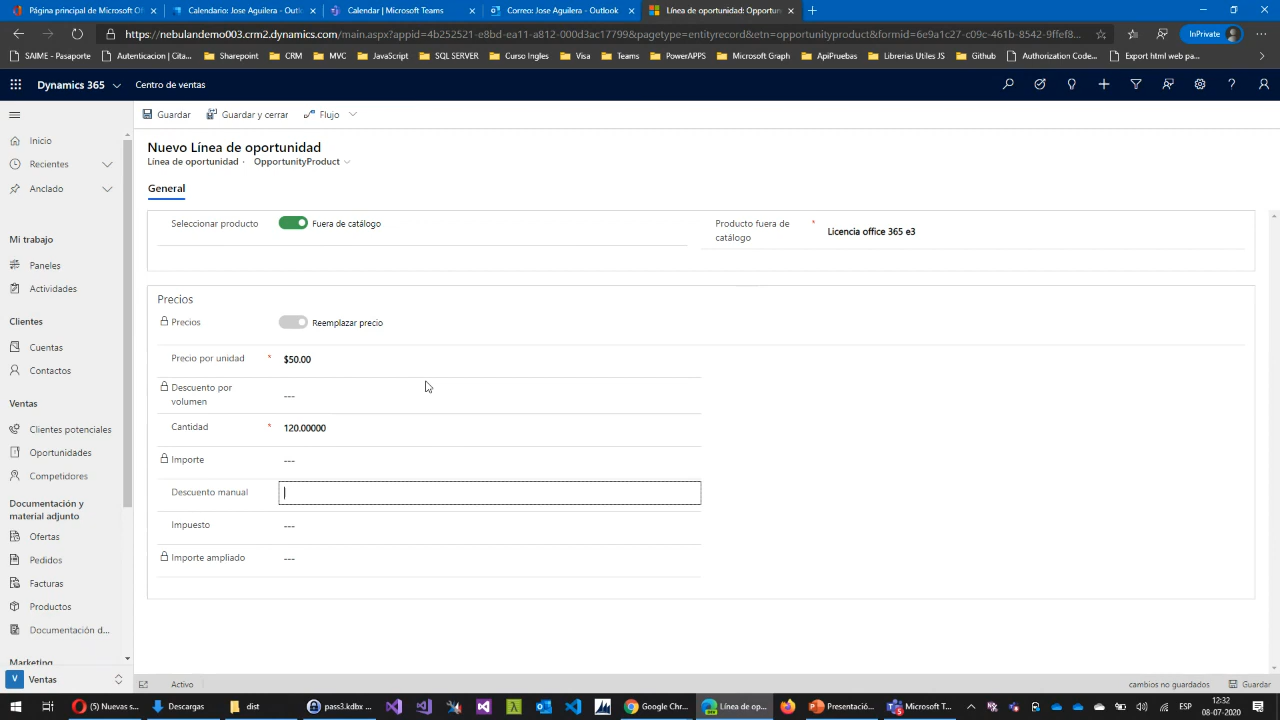 Página principal de Microsoft Of
Calendario: Jose Aguilera - Outlo
Calendar | Microsoft Teams
Correo: Jose Aguilera - Outlook
Línea de oportunidad: Opportun
https://nebulandemo003.crm2.dynamics.com/main.aspx?appid=4b252521-e8bd-ea11-a812-000d3ac17799&pagetype=entityrecord&etn=opportunityproduct&formid=6e9a1c27-c09c-461b-8542-9ffef8...
InPrivate
SAIME - Pasaporte
Autenticacion | Cita...
Sharepoint
CRM
MVC
JavaScript
SQL SERVER
Curso Ingles
Visa
Teams
PowerAPPS
Microsoft Graph
ApiPruebas
Librerias Utiles JS
Github
Authorization Code...
Export html web pa...
Dynamics 365
Centro de ventas
Guardar
Guardar y cerrar
Flujo
Inicio
Recientes
Anclado
Mi trabajo
Paneles
Actividades
Clientes
Cuentas
Contactos
Ventas
Clientes potenciales
Oportunidades
Competidores
Documentación y
material adjunto
Ofertas
Pedidos
Facturas
Productos
Documentación d...
Marketing
V Ventas
Nuevo Línea de oportunidad
Línea de oportunidad · OpportunityProduct
General
Seleccionar producto Fuera de catálogo
Producto fuera de
catálogo * Licencia office 365 e3
Precios
Precios Reemplazar precio
Precio por unidad * $50.00
Descuento por
volumen ---
Cantidad * 120.00000
Importe ---
Descuento manual
Impuesto ---
Importe ampliado ---
Activo
cambios no guardados
Guardar
(1) Nuevas s...
Descargas
dist
pass3.kdbx ...
Google Chr...
Línea de op...
Presentació...
Microsoft T...
ESP
12:32
08-07-2020